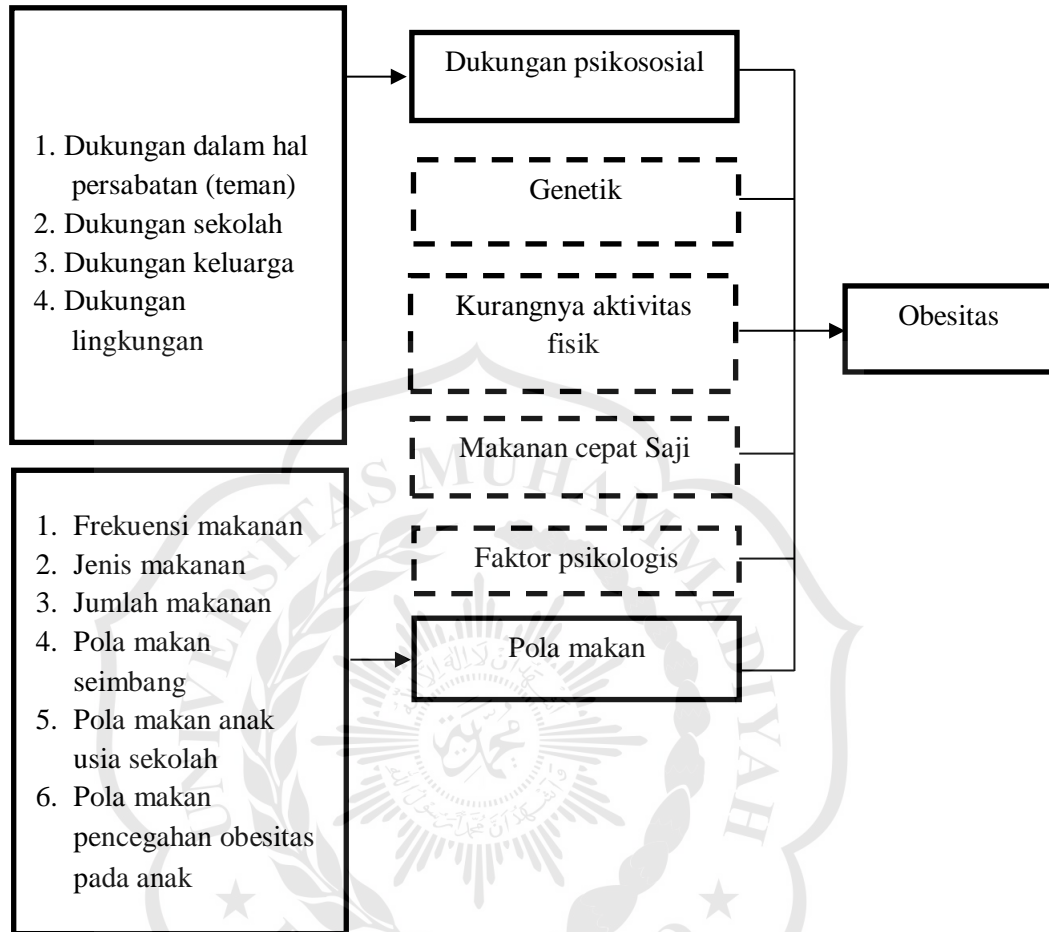 1. Dukungan dalam hal
persabatan (teman)
2. Dukungan sekolah
3. Dukungan keluarga
4. Dukungan
lingkungan
1. Frekuensi makanan
2. Jenis makanan
3. Jumlah makanan
4. Pola makan
seimbang
5. Pola makan anak
usia sekolah
6. Pola makan
pencegahan obesitas
pada anak
Dukungan psikososial
Genetik
Kurangnya aktivitas
fisik
Makanan cepat Saji
Faktor psikologis
Pola makan
Obesitas
UNIVERSITAS MUHAMMADIYAH